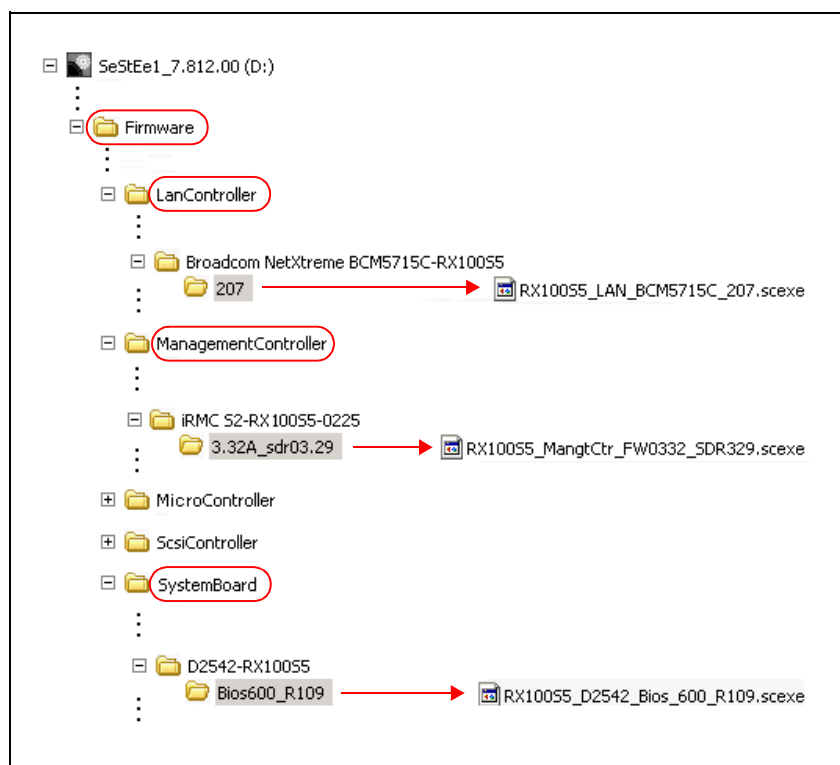 SeStEe1_7.812.00 (D:)
Firmware
LanController
Broadcom NetXtreme BCM5715C-RX100S5
207
RX100S5_LAN_BCM5715C_207.scexe
ManagementController
iRMC S2-RX100S5-0225
3.32A_sdr03.29
RX100S5_MangtCtr_FW0332_SDR329.scexe
MicroController
ScsiController
SystemBoard
D2542-RX100S5
Bios600_R109
RX100S5_D2542_Bios_600_R109.scexe